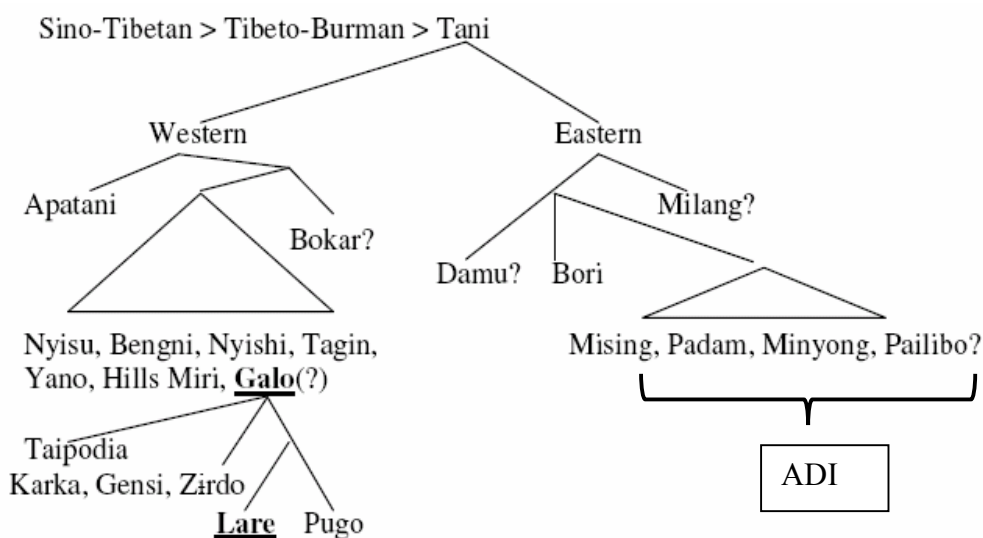 Sino-Tibetan > Tibeto-Burman > Tani
Western
Eastern
Apatani
Bokar?
Milang?
Damu?
Bori
Nyisu, Bengni, Nyishi, Tagin,
Yano, Hills Miri, Galo(?)
Mising, Padam, Minyong, Pailibo?
Taipodia
Karka, Gensi, Zɨrdo
Lare
Pugo
ADI